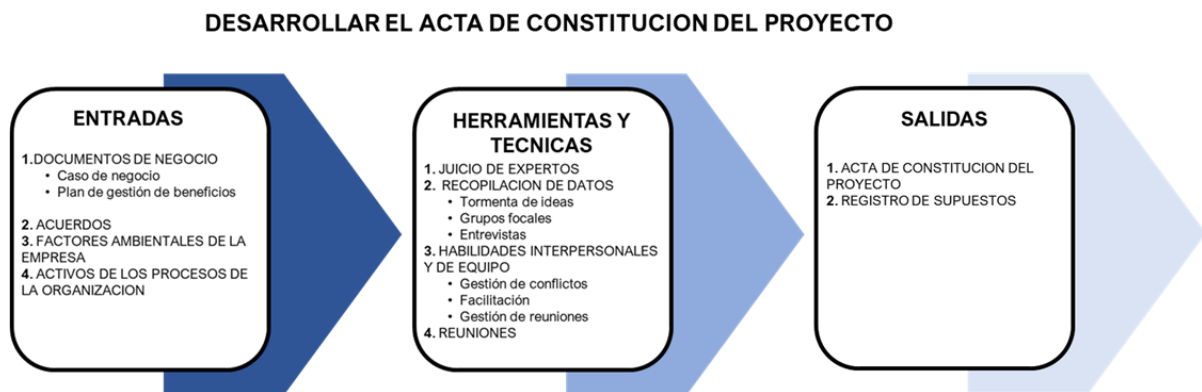 DESARROLLAR EL ACTA DE CONSTITUCION DEL PROYECTO
ENTRADAS
1.DOCUMENTOS DE NEGOCIO
• Caso de negocio
• Plan de gestión de beneficios
2. ACUERDOS
3. FACTORES AMBIENTALES DE LA
EMPRESA
4. ACTIVOS DE LOS PROCESOS DE
LA ORGANIZACION
HERRAMIENTAS Y
TECNICAS
1. JUICIO DE EXPERTOS
2. RECOPILACION DE DATOS
• Tormenta de ideas
• Grupos focales
• Entrevistas
3. HABILIDADES INTERPERSONALES
Y DE EQUIPO
• Gestión de conflictos
• Facilitación
• Gestión de reuniones
4. REUNIONES
SALIDAS
1. ACTA DE CONSTITUCION DEL
PROYECTO
2. REGISTRO DE SUPUESTOS